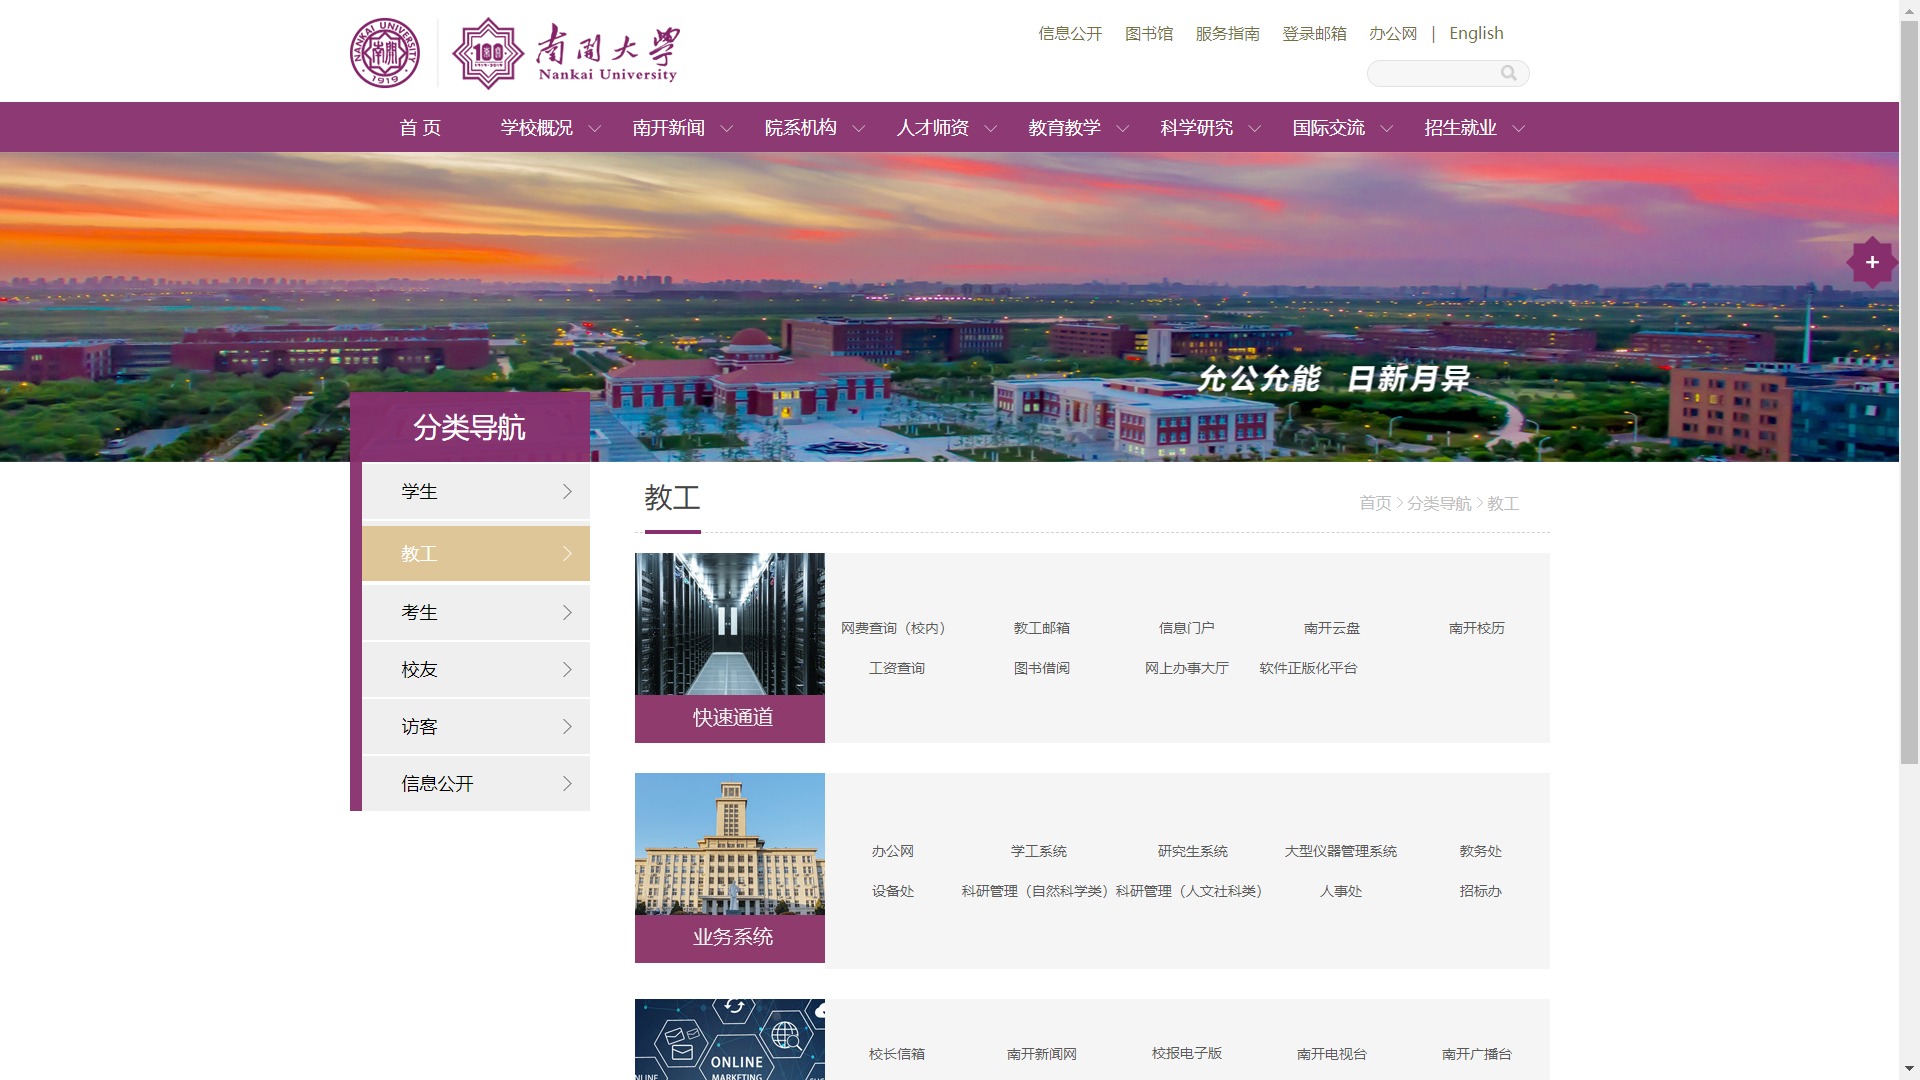 信息公开 图书馆 服务指南 登录邮箱 办公网 | English
NANKAI UNIVERSITY 南開 1919
100
南開大學
Nankai University
首 页 学校概况 南开新闻 院系机构 人才师资 教育教学 科学研究 国际交流 招生就业
+
允公允能 日新月异
分类导航
学生
教工
考生
校友
访客
信息公开
教工
首页 > 分类导航 > 教工
网费查询（校内） 教工邮箱 信息门户 南开云盘 南开校历
工资查询 图书借阅 网上办事大厅 软件正版化平台
快速通道
办公网 学工系统 研究生系统 大型仪器管理系统 教务处
设备处 科研管理（自然科学类） 科研管理（人文社科类） 人事处 招标办
业务系统
ONLINE
MARKETING
校长信箱 南开新闻网 校报电子版 南开电视台 南开广播台